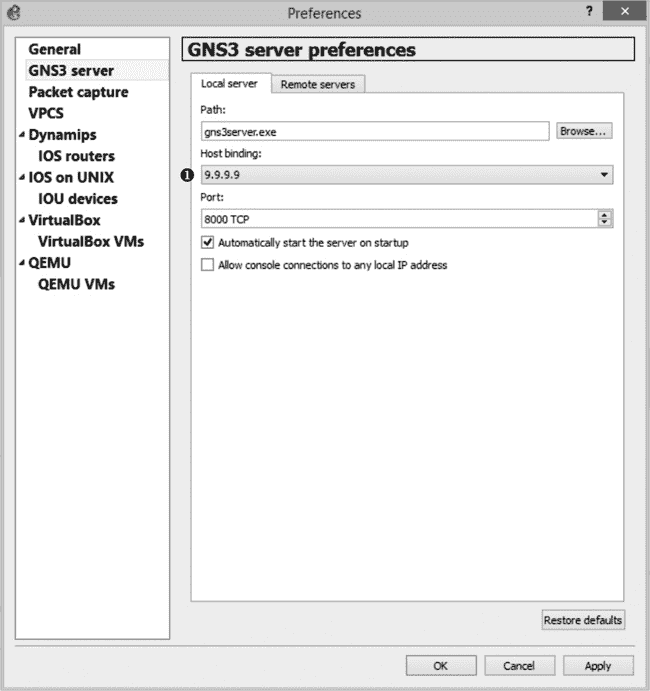 Preferences
?
×
General
GNS3 server
Packet capture
VPCS
Dynamips
IOS routers
IOS on UNIX
IOU devices
VirtualBox
VirtualBox VMs
QEMU
QEMU VMs
GNS3 server preferences
Local server
Remote servers
Path:
gns3server.exe
Browse...
Host binding:
❶ 9.9.9.9
Port:
8000 TCP
Automatically start the server on startup
Allow console connections to any local IP address
Restore defaults
OK
Cancel
Apply